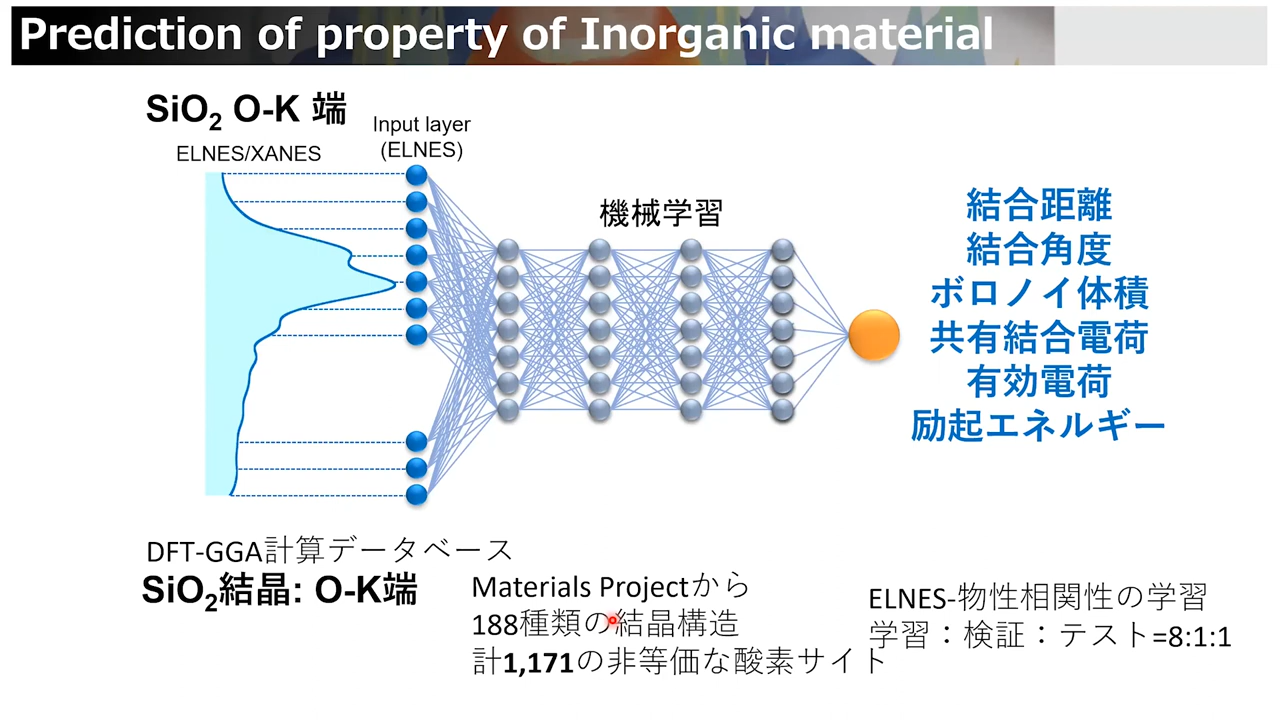 Prediction of property of Inorganic material
SiO2 O-K 端
ELNES/XANES
Input layer
(ELNES)
機械学習
結合距離
結合角度
ボロノイ体積
共有結合電荷
有効電荷
励起エネルギー
DFT-GGA計算データベース
SiO2結晶: O-K端
Materials Projectから
188種類の結晶構造
計1,171の非等価な酸素サイト
ELNES-物性相関性の学習
学習：検証：テスト=8:1:1